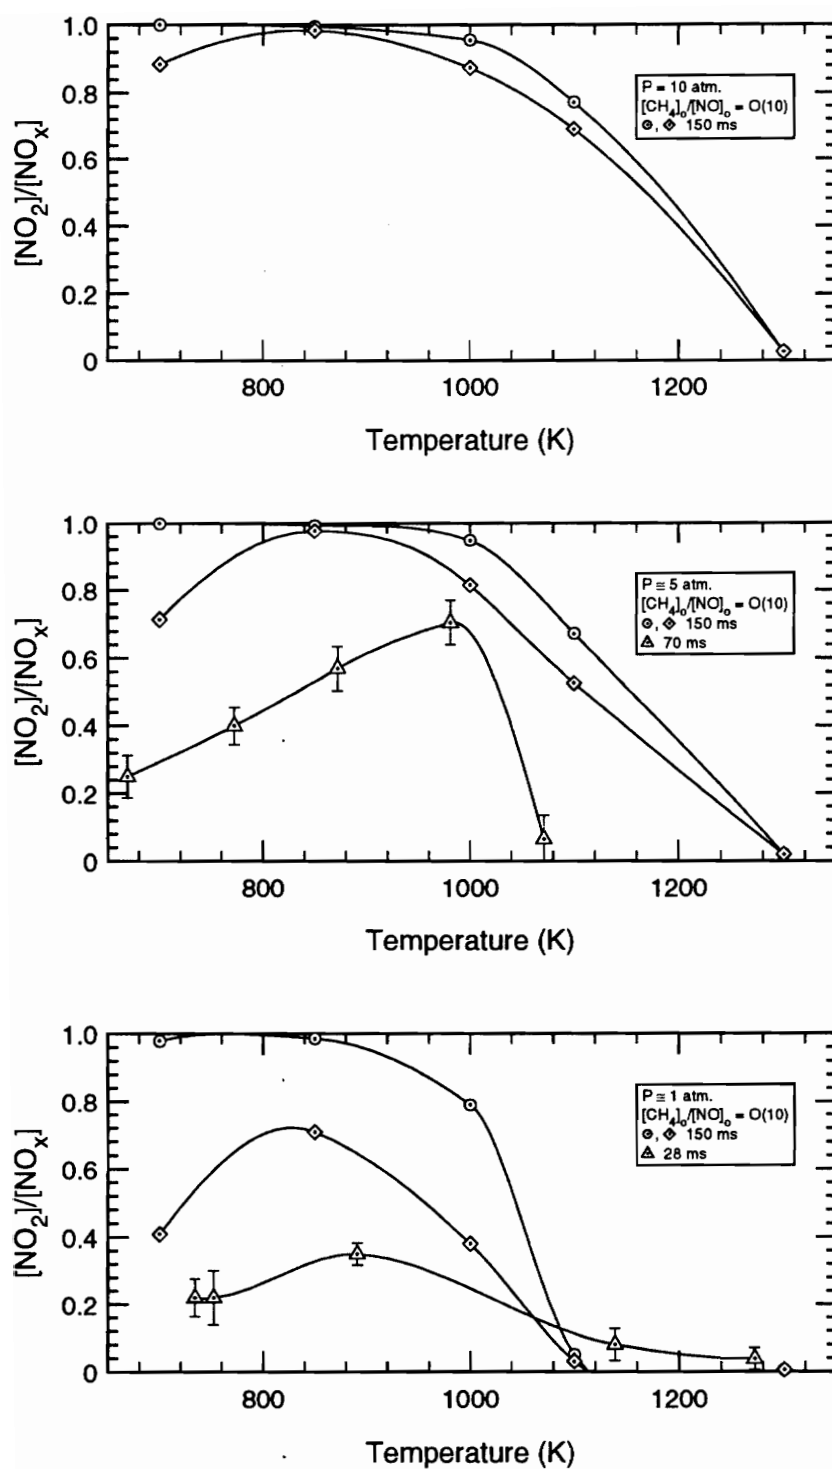 1.0
0.8
0.6
0.4
0.2
0
[NO₂]/[NOₓ]
P = 10 atm.
[CH₄]ₒ/[NO]ₒ = O(10)
⊙, ◈ 150 ms
800 1000 1200
Temperature (K)
1.0
0.8
0.6
0.4
0.2
0
[NO₂]/[NOₓ]
P ≅ 5 atm.
[CH₄]ₒ/[NO]ₒ = O(10)
⊙, ◈ 150 ms
◬ 70 ms
800 1000 1200
Temperature (K)
1.0
0.8
0.6
0.4
0.2
0
[NO₂]/[NOₓ]
P ≅ 1 atm.
[CH₄]ₒ/[NO]ₒ = O(10)
⊙, ◈ 150 ms
◬ 28 ms
800 1000 1200
Temperature (K)